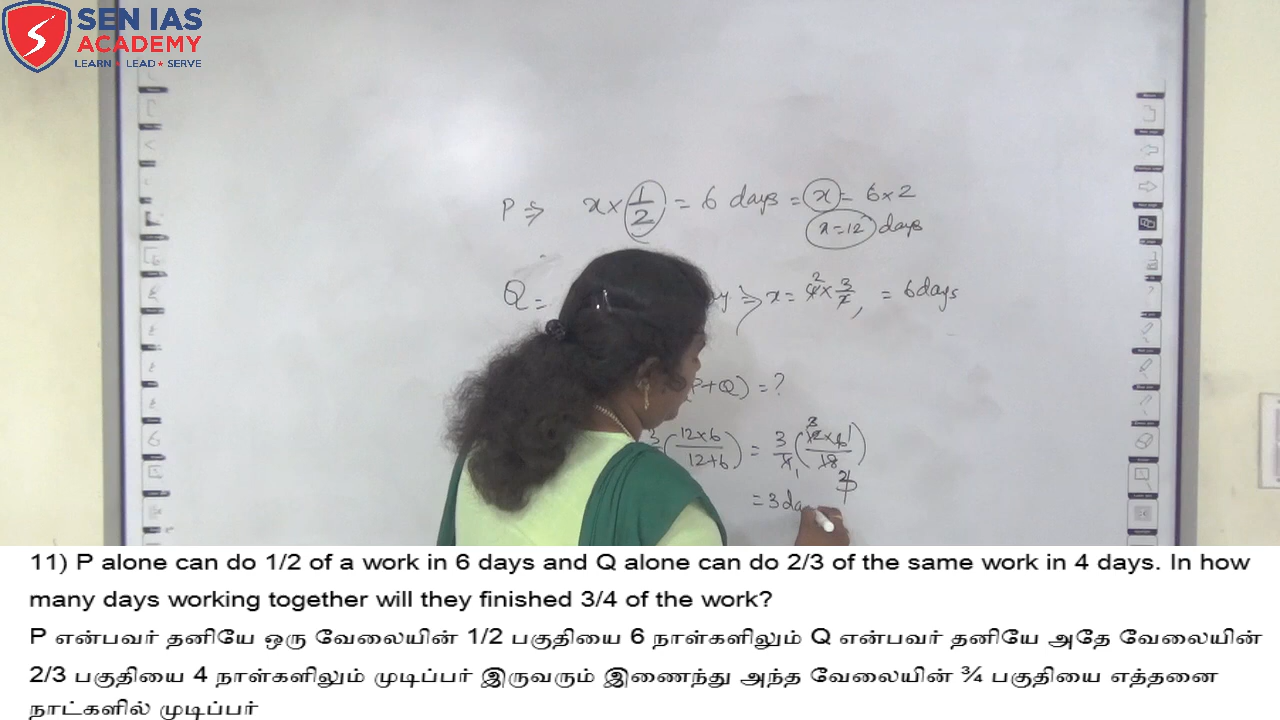 SEN IAS
ACADEMY
LEARN ★ LEAD ★ SERVE
P ⇒ x × 1/2 = 6 days = x = 6×2
x = 12 days
Q = ⇒ x = 4² × 3/2, = 6 days
P+Q) = ?
3 (12×6/12+6) = 3/4 (12×6/18)
= 3 da
11) P alone can do 1/2 of a work in 6 days and Q alone can do 2/3 of the same work in 4 days. In how
many days working together will they finished 3/4 of the work?
P என்பவர் தனியே ஒரு வேலையின் 1/2 பகுதியை 6 நாள்களிலும் Q என்பவர் தனியே அதே வேலையின்
2/3 பகுதியை 4 நாள்களிலும் முடிப்பர் இருவரும் இணைந்து அந்த வேலையின் ¾ பகுதியை எத்தனை
நாட்களில் முடிப்பர்